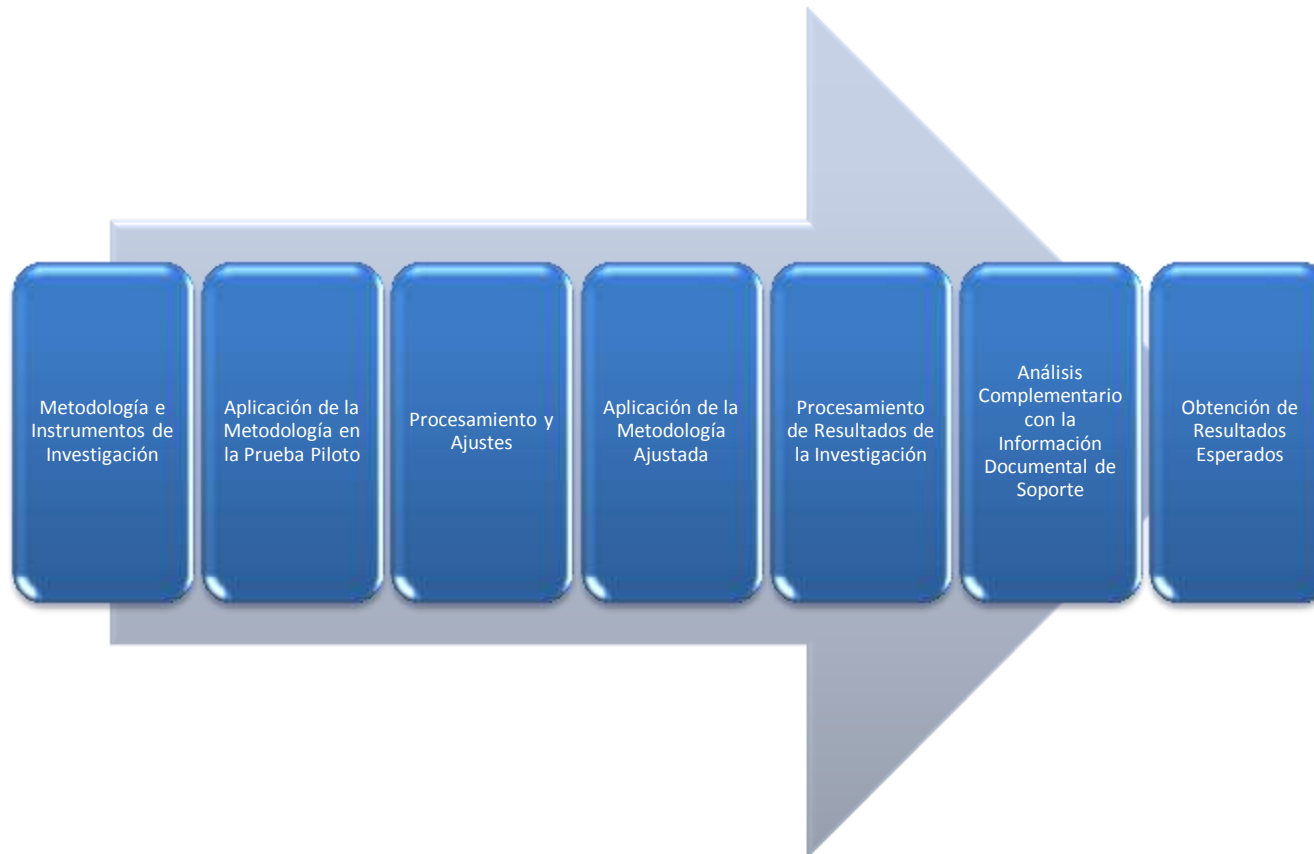 Metodología e
Instrumentos de
Investigación
Aplicación de la
Metodología en
la Prueba Piloto
Procesamiento y
Ajustes
Aplicación de la
Metodología
Ajustada
Procesamiento
de Resultados de
la Investigación
Análisis
Complementario
con la
Información
Documental de
Soporte
Obtención de
Resultados
Esperados